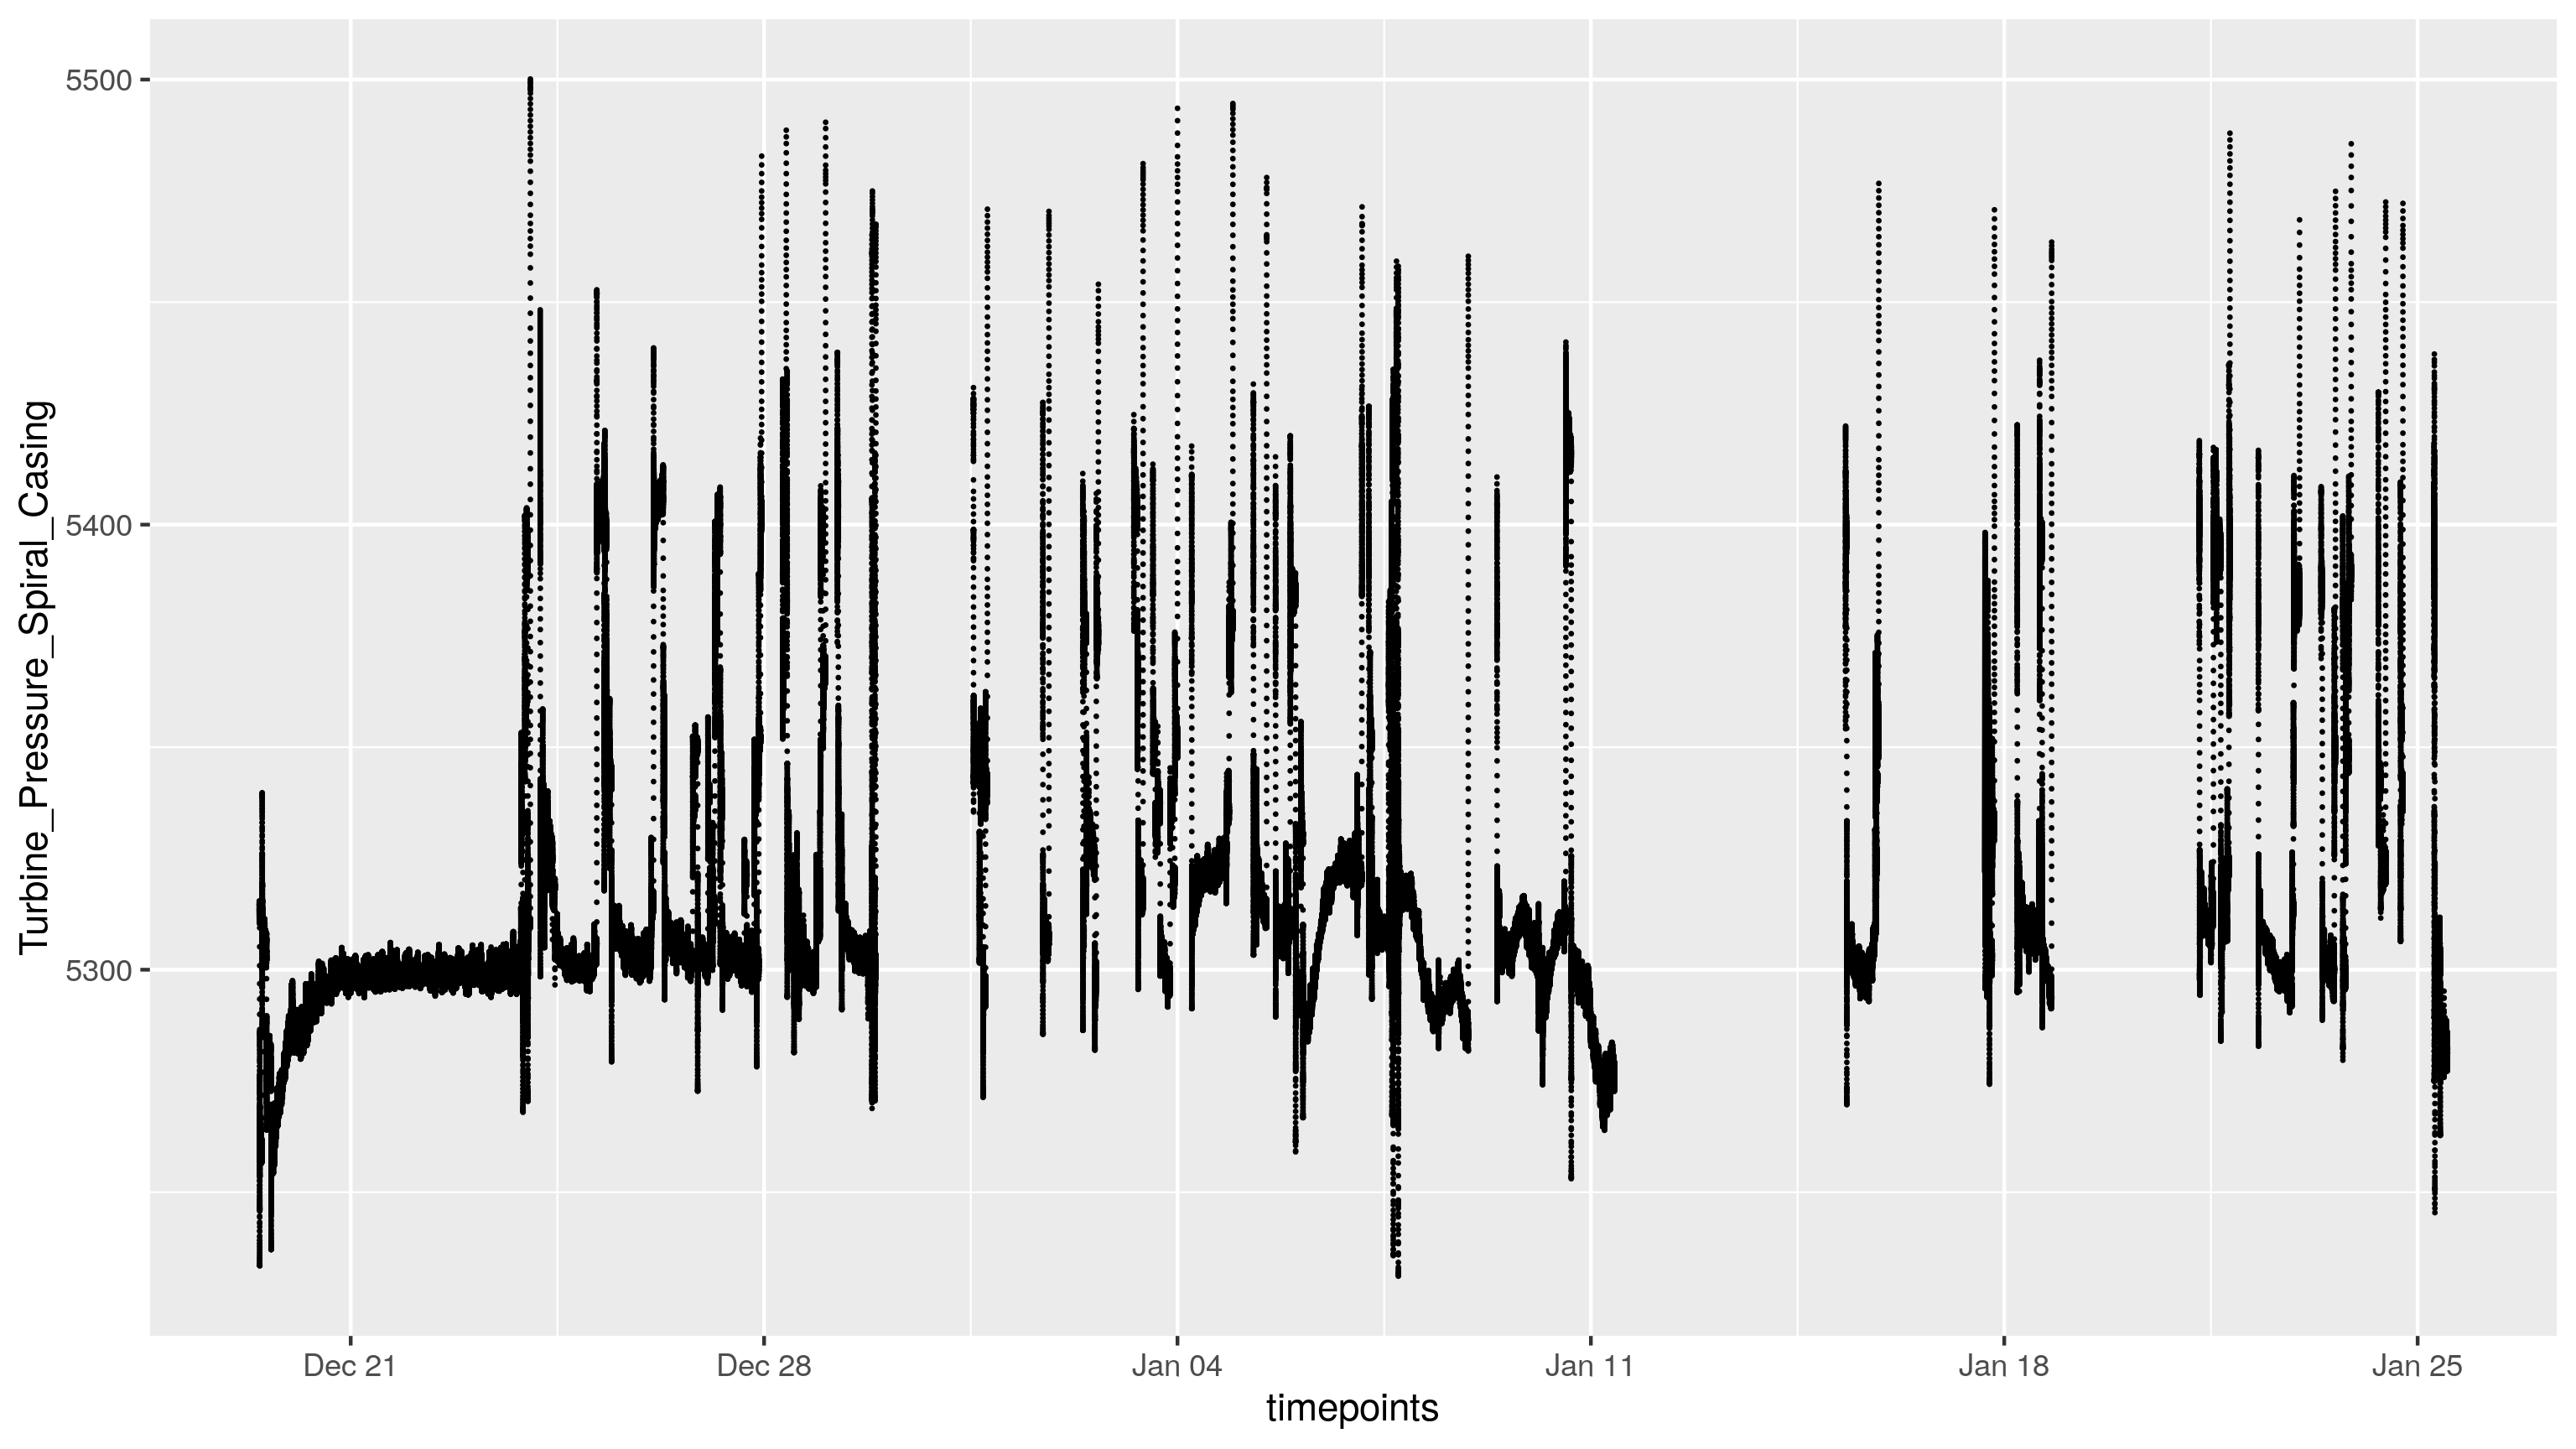 Turbine_Pressure_Spiral_Casing
5500
5400
5300
Dec 21
Dec 28
Jan 04
Jan 11
Jan 18
Jan 25
timepoints